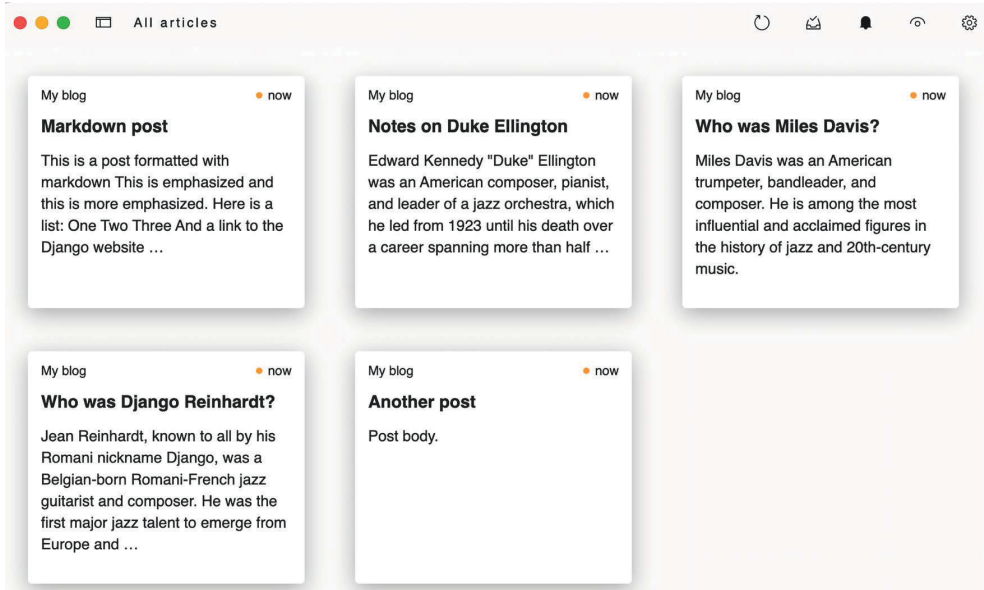 All articles
My blog
now
Markdown post
This is a post formatted with
markdown This is emphasized and
this is more emphasized. Here is a
list: One Two Three And a link to the
Django website …
My blog
now
Notes on Duke Ellington
Edward Kennedy "Duke" Ellington
was an American composer, pianist,
and leader of a jazz orchestra, which
he led from 1923 until his death over
a career spanning more than half …
My blog
now
Who was Miles Davis?
Miles Davis was an American
trumpeter, bandleader, and
composer. He is among the most
influential and acclaimed figures in
the history of jazz and 20th-century
music.
My blog
now
Who was Django Reinhardt?
Jean Reinhardt, known to all by his
Romani nickname Django, was a
Belgian-born Romani-French jazz
guitarist and composer. He was the
first major jazz talent to emerge from
Europe and …
My blog
now
Another post
Post body.